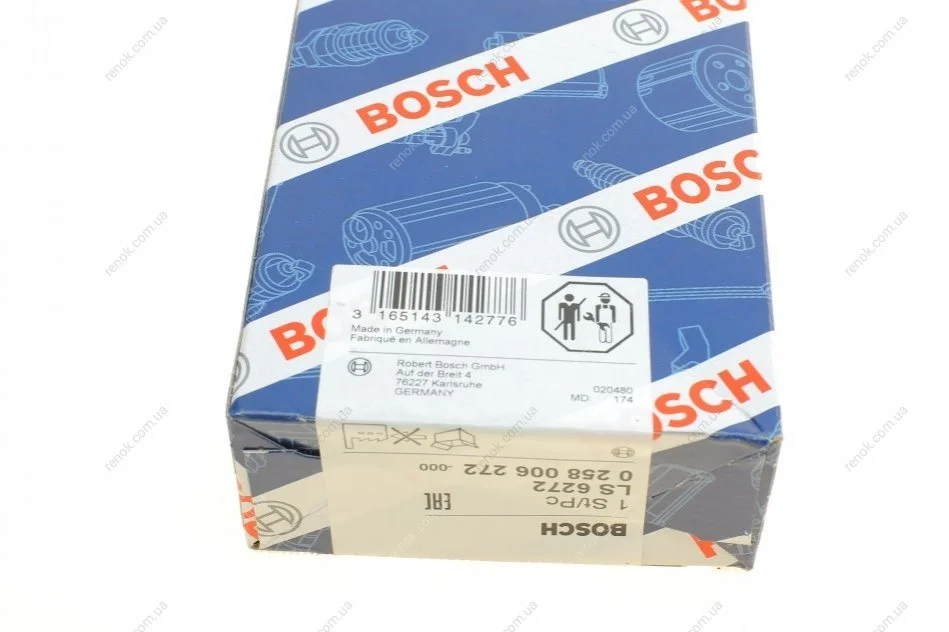 BOSCH
BOSCH
BOSCH
BOSCH
BOSCH
3 165143 142776
Made in Germany
Fabriqué en Allemagne
Robert Bosch GmbH
Auf der Breit 4
76227 Karlsruhe
GERMANY
020480
MD 174
BOSCH
1 St/Pc
EAC
LS 6272
0 258 006 272 -000
renok.com.ua